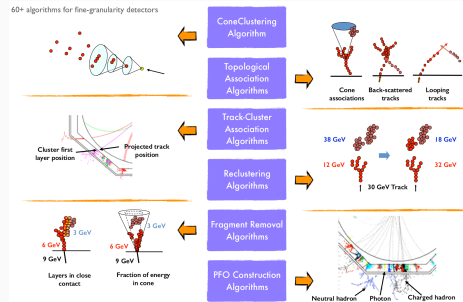 60+ algorithms for fine-granularity detectors
ConeClustering
Algorithm
Topological
Association
Algorithms
Cone
associations
Back-scattered
tracks
Looping
tracks
Track-Cluster
Association
Algorithms
Cluster first
layer position
Projected track
position
38 GeV
18 GeV
12 GeV
32 GeV
30 GeV Track
Reclustering
Algorithms
Fragment Removal
Algorithms
3 GeV
6 GeV
9 GeV
Layers in close
contact
3 GeV
6 GeV
9 GeV
Fraction of energy
in cone
PFO Construction
Algorithms
Neutral hadron
Photon
Charged hadron